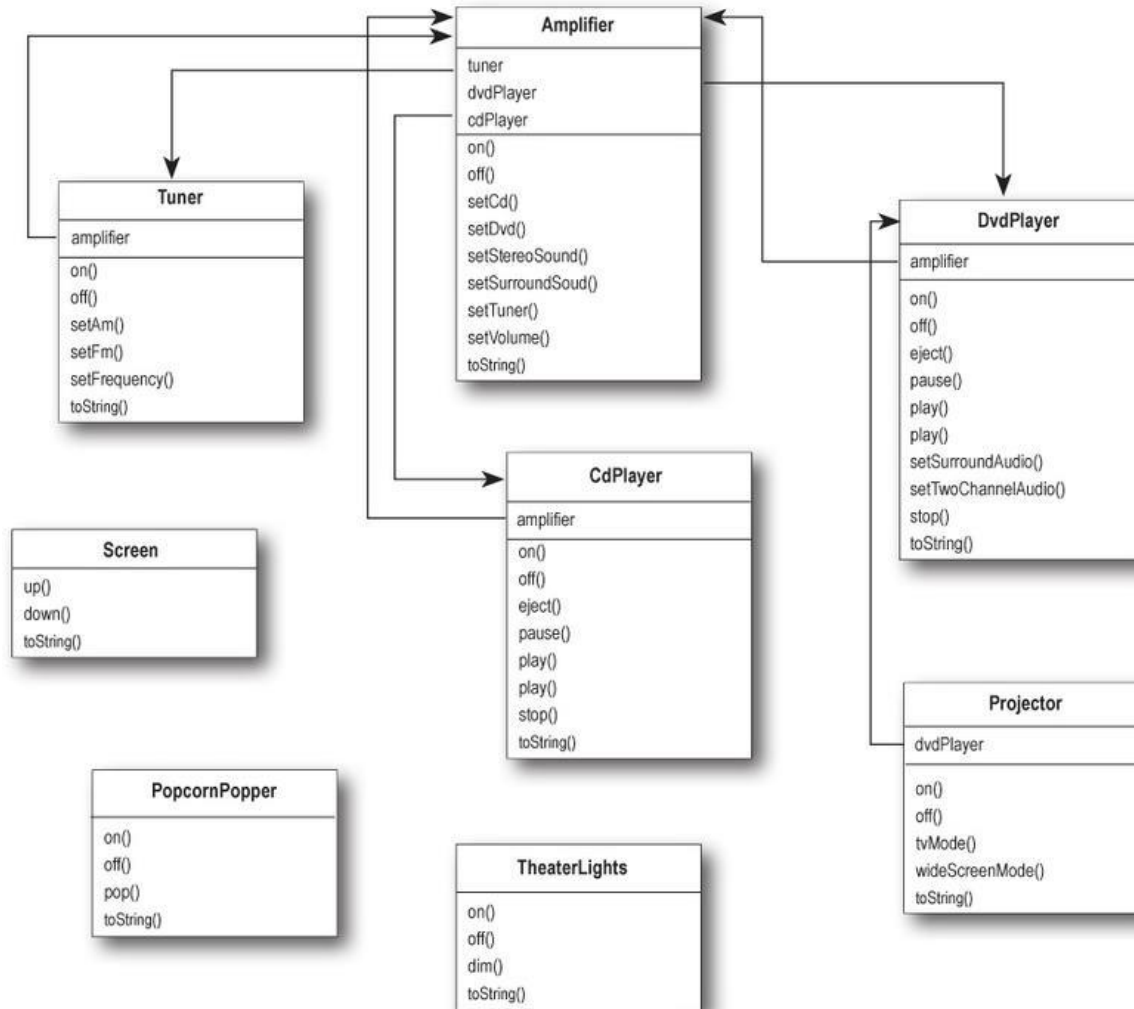 Amplifier
tuner
dvdPlayer
cdPlayer
on()
off()
setCd()
setDvd()
setStereoSound()
setSurroundSoud()
setTuner()
setVolume()
toString()
Tuner
amplifier
on()
off()
setAm()
setFm()
setFrequency()
toString()
DvdPlayer
amplifier
on()
off()
eject()
pause()
play()
play()
setSurroundAudio()
setTwoChannelAudio()
stop()
toString()
CdPlayer
amplifier
on()
off()
eject()
pause()
play()
play()
stop()
toString()
Screen
up()
down()
toString()
Projector
dvdPlayer
on()
off()
tvMode()
wideScreenMode()
toString()
PopcornPopper
on()
off()
pop()
toString()
TheaterLights
on()
off()
dim()
toString()